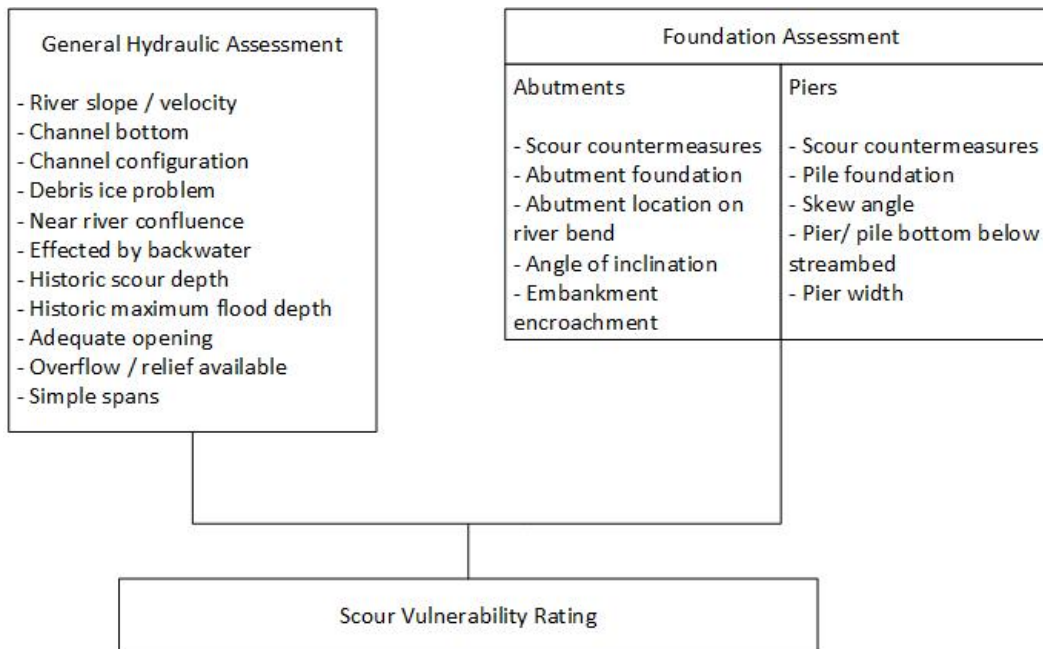 General Hydraulic Assessment
- River slope / velocity
- Channel bottom
- Channel configuration
- Debris ice problem
- Near river confluence
- Effected by backwater
- Historic scour depth
- Historic maximum flood depth
- Adequate opening
- Overflow / relief available
- Simple spans
Foundation Assessment
Abutments
- Scour countermeasures
- Abutment foundation
- Abutment location on
river bend
- Angle of inclination
- Embankment
encroachment
Piers
- Scour countermeasures
- Pile foundation
- Skew angle
- Pier/ pile bottom below
streambed
- Pier width
Scour Vulnerability Rating